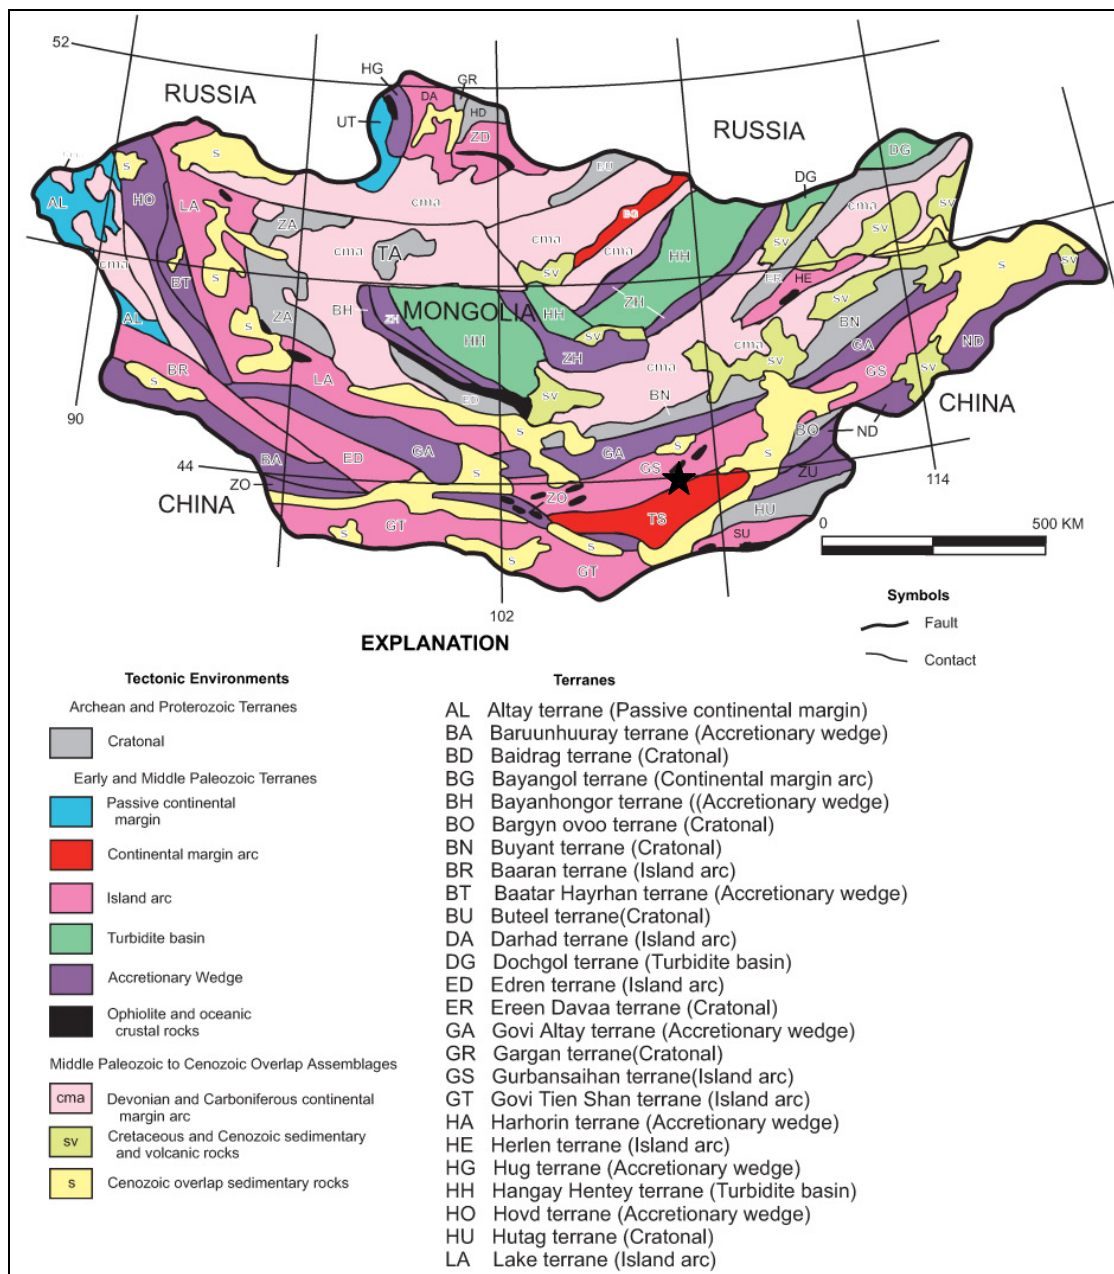 52
HG
GR
RUSSIA
DA
HD
RUSSIA
UT
ZD
DG
S
S
BU
DG
AL
HO
LA
cma
BG
cma
SV
ZA
cma
SV
SV
cma
TA
cma
cma
HH
SV
S
SV
S
BT
ER
HE
BH
ZH
MONGOLIA
ZH
SV
AL
ZA
HH
HH
BN
S
SV
cma
GA
ND
BR
LA
ZH
cma
SV
GS
SV
S
ED
SV
BN
90
CHINA
BO
ND
GA
GA
S
S
44
BA
ED
S
GS
ZU
ZO
ZO
114
CHINA
HU
GT
TS
0
500 KM
S
S
S
SU
GT
102
EXPLANATION
Symbols
Fault
Contact
Tectonic Environments
Archean and Proterozoic Terranes
Cratonal
Early and Middle Paleozoic Terranes
Passive continental
margin
Continental margin arc
Island arc
Turbidite basin
Accretionary Wedge
Ophiolite and oceanic
crustal rocks
Middle Paleozoic to Cenozoic Overlap Assemblages
cma Devonian and Carboniferous continental
margin arc
sv Cretaceous and Cenozoic sedimentary
and volcanic rocks
s Cenozoic overlap sedimentary rocks
Terranes
AL Altay terrane (Passive continental margin)
BA Baruunhuuray terrane (Accretionary wedge)
BD Baidrag terrane (Cratonal)
BG Bayangol terrane (Continental margin arc)
BH Bayanhongor terrane ((Accretionary wedge)
BO Bargyn ovoo terrane (Cratonal)
BN Buyant terrane (Cratonal)
BR Baaran terrane (Island arc)
BT Baatar Hayrhan terrane (Accretionary wedge)
BU Buteel terrane(Cratonal)
DA Darhad terrane (Island arc)
DG Dochgol terrane (Turbidite basin)
ED Edren terrane (Island arc)
ER Ereen Davaa terrane (Cratonal)
GA Govi Altay terrane (Accretionary wedge)
GR Gargan terrane(Cratonal)
GS Gurbansaihan terrane(Island arc)
GT Govi Tien Shan terrane (Island arc)
HA Harhorin terrane (Accretionary wedge)
HE Herlen terrane (Island arc)
HG Hug terrane (Accretionary wedge)
HH Hangay Hentey terrane (Turbidite basin)
HO Hovd terrane (Accretionary wedge)
HU Hutag terrane (Cratonal)
LA Lake terrane (Island arc)